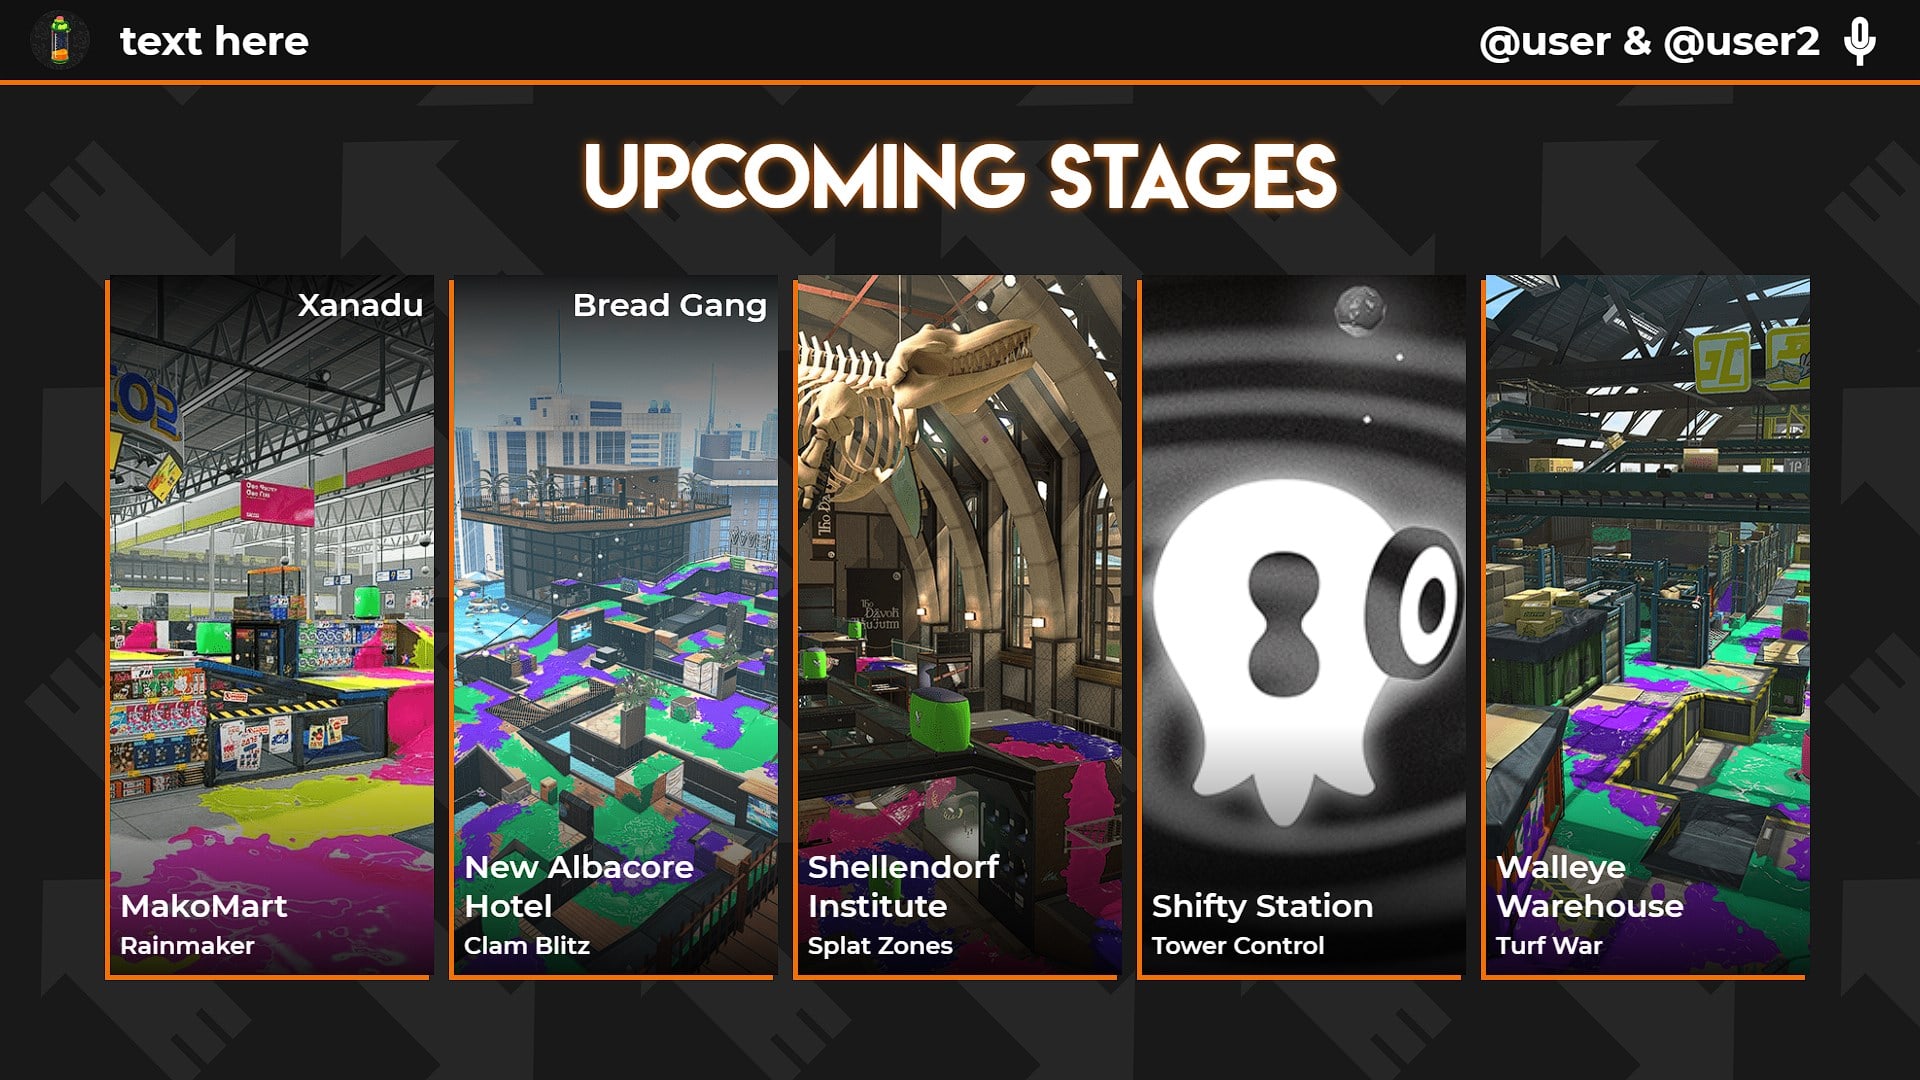 text here
@user & @user2
UPCOMING STAGES
Xanadu
MakoMart
Rainmaker
Bread Gang
New Albacore
Hotel
Clam Blitz
Shellendorf
Institute
Splat Zones
Shifty Station
Tower Control
Walleye
Warehouse
Turf War